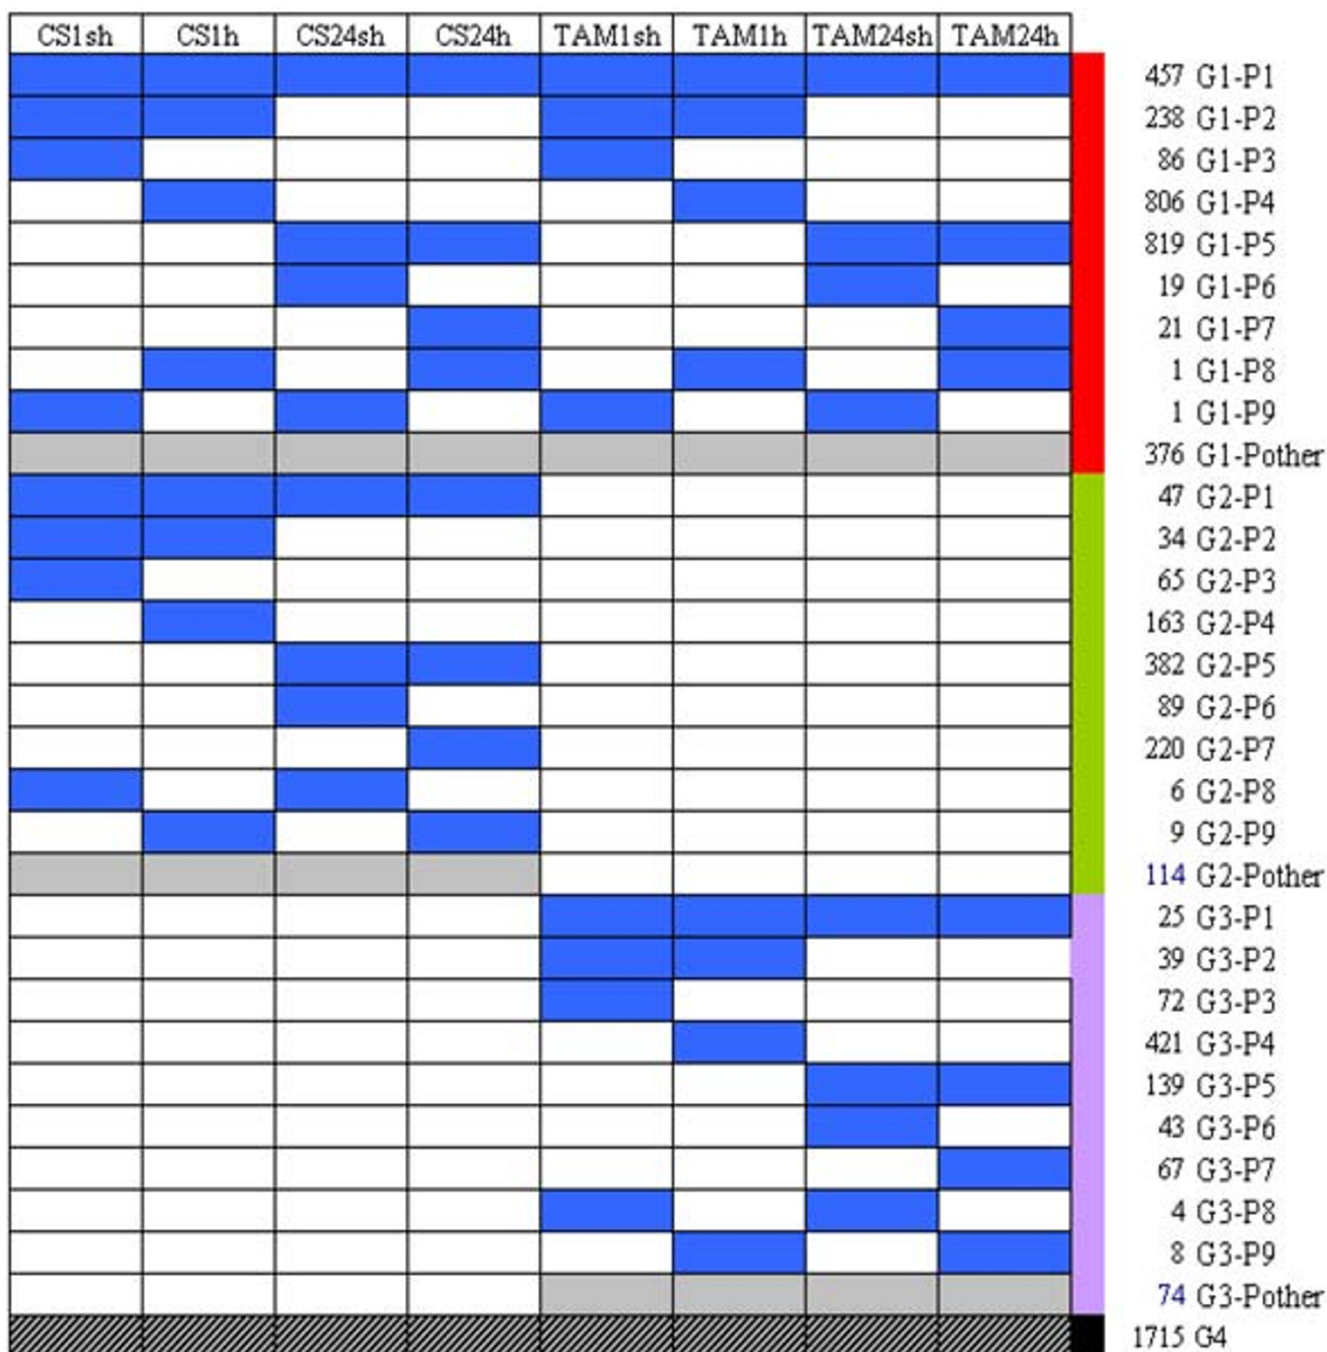 CS1sh CS1h CS24sh CS24h TAM1sh TAM1h TAM24sh TAM24h
457 G1-P1
238 G1-P2
86 G1-P3
806 G1-P4
819 G1-P5
19 G1-P6
21 G1-P7
1 G1-P8
1 G1-P9
376 G1-Pother
47 G2-P1
34 G2-P2
65 G2-P3
163 G2-P4
382 G2-P5
89 G2-P6
220 G2-P7
6 G2-P8
9 G2-P9
114 G2-Pother
25 G3-P1
39 G3-P2
72 G3-P3
421 G3-P4
139 G3-P5
43 G3-P6
67 G3-P7
4 G3-P8
8 G3-P9
74 G3-Pother
1715 G4